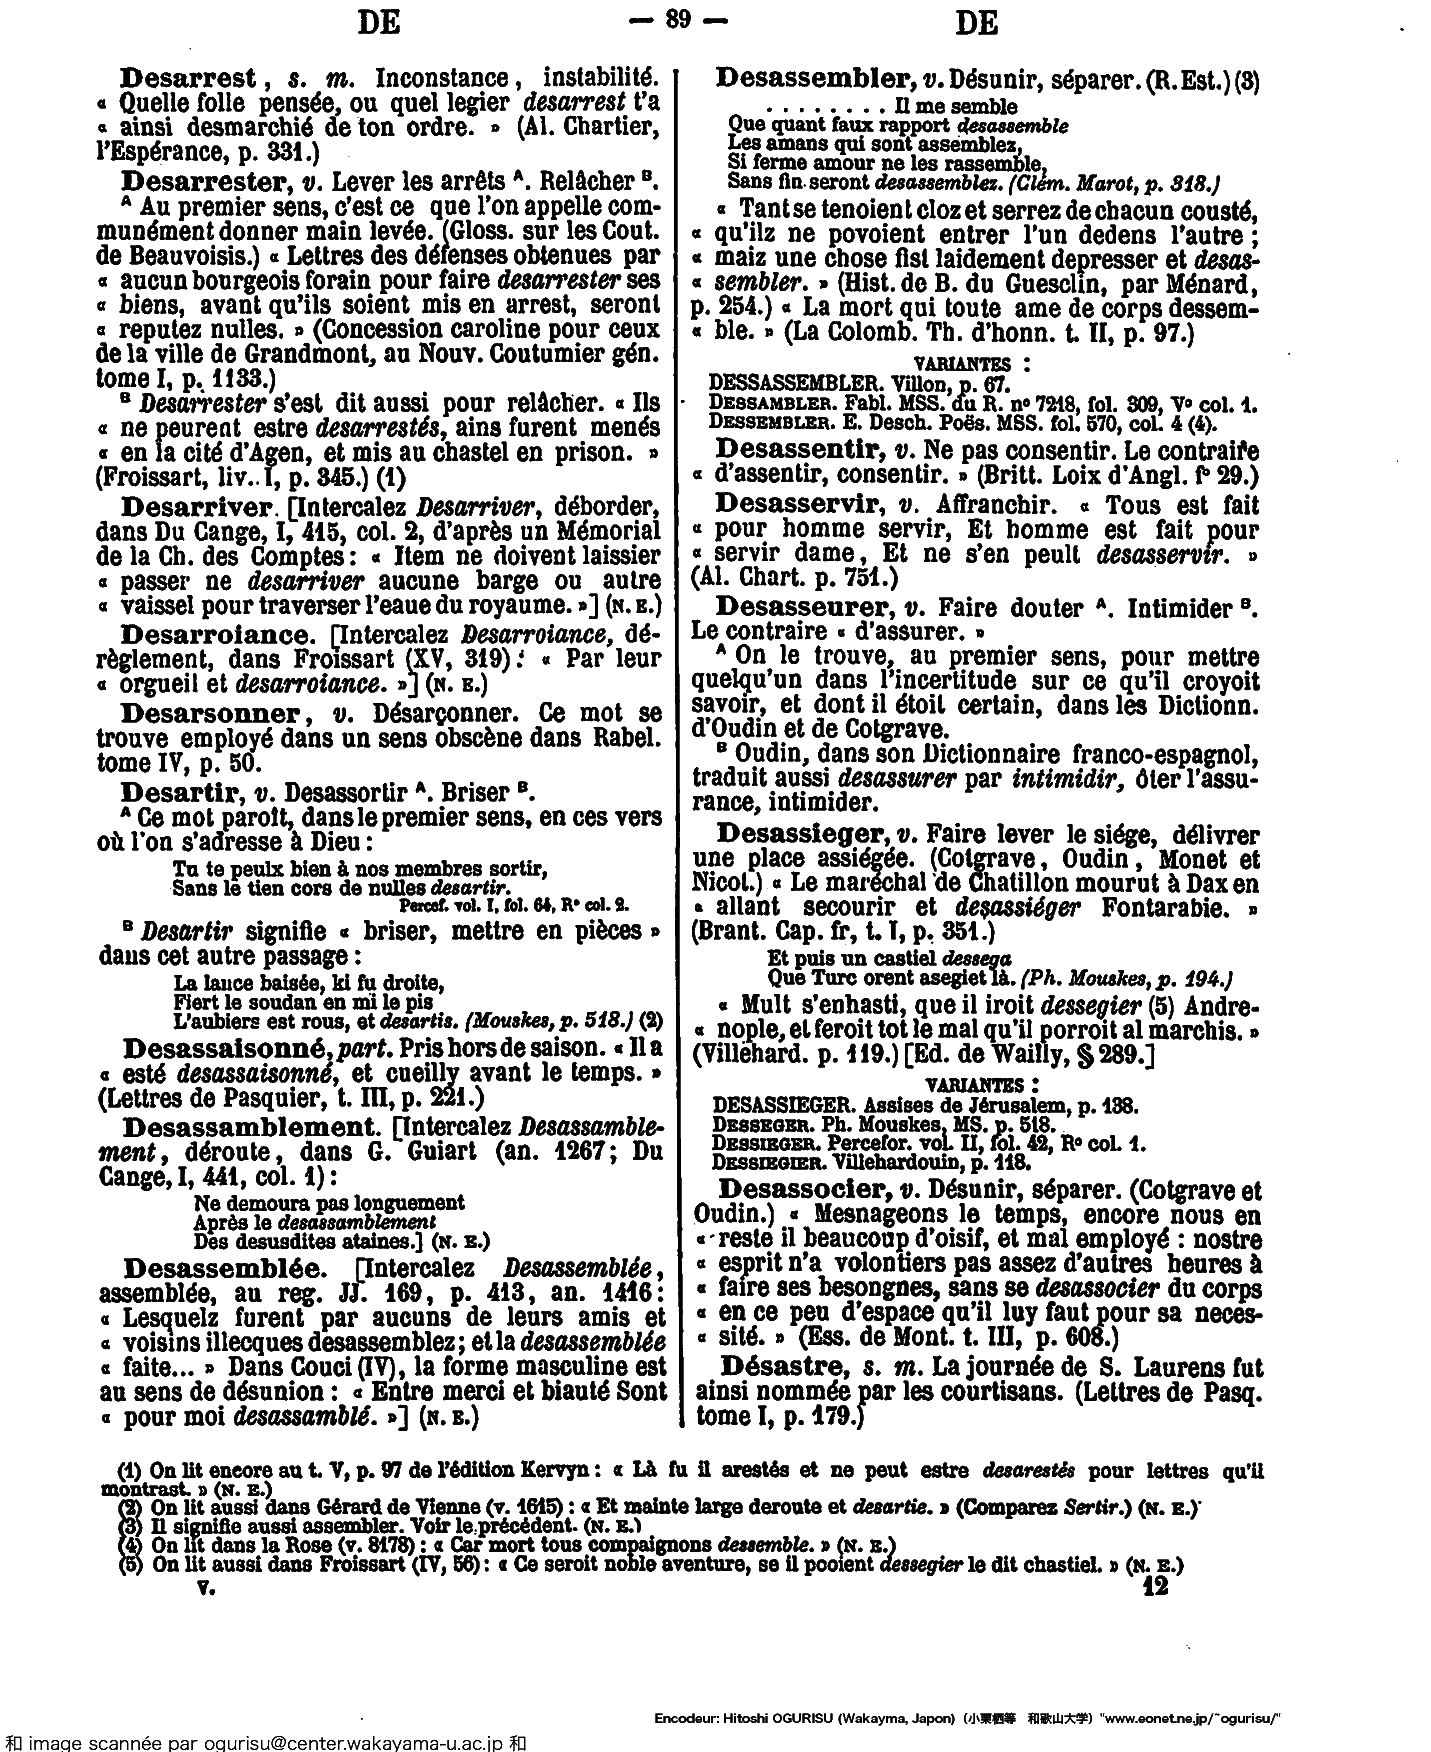 DE — 89 — DE
Desarrest, s. m. Inconstance, instabilité.
« Quelle folle pensée, ou quel legier desarrest t'a
« ainsi desmarchié de ton ordre. » (Al. Chartier,
l'Espérance, p. 331.)
Desarrester, v. Lever les arrêts A. Relâcher B.
A Au premier sens, c'est ce que l'on appelle com-
munément donner main levée. (Gloss. sur les Cout.
de Beauvoisis.) « Lettres des défenses obtenues par
« aucun bourgeois forain pour faire desarrester ses
« biens, avant qu'ils soient mis en arrest, seront
« reputez nulles. » (Concession caroline pour ceux
de la ville de Grandmont, au Nouv. Coutumier gén.
tome I, p. 1133.)
B Desarrester s'est dit aussi pour relâcher. « Ils
« ne peurent estre desarrestés, ains furent menés
« en la cité d'Agen, et mis au chastel en prison. »
(Froissart, liv. I, p. 345.) (1)
Desarriver. [Intercalez Desarriver, déborder,
dans Du Cange, I, 415, col. 2, d'après un Mémorial
de la Ch. des Comptes : « Item ne doivent laissier
« passer ne desarriver aucune barge ou autre
« vaissel pour traverser l'eaue du royaume. »] (N. E.)
Desarroiance. [Intercalez Desarroiance, dé-
règlement, dans Froissart (XV, 319) : « Par leur
« orgueil et desarroiance. »] (N. E.)
Desarsonner, v. Désarçonner. Ce mot se
trouve employé dans un sens obscène dans Rabel.
tome IV, p. 50.
Desartir, v. Desassortir A. Briser B.
A Ce mot paroît, dans le premier sens, en ces vers
où l'on s'adresse à Dieu :
Tu te peulx bien à nos membres sortir,
Sans le tien cors de nulles desartir.
Percef. vol. I, fol. 64, R° col. 2.
B Desartir signifie « briser, mettre en pièces »
dans cet autre passage :
La lance baisée, ki fu droite,
Fiert le soudan en mi le pis
L'aubiers est rous, et desartis. (Mouskes, p. 518.) (2)
Desassaisonné, part. Pris hors de saison. « Il a
« esté desassaisonné, et cueilly avant le temps. »
(Lettres de Pasquier, t. III, p. 221.)
Desassamblement. [Intercalez Desassamble-
ment, déroute, dans G. Guiart (an. 1267; Du
Cange, I, 441, col. 1) :
Ne demoura pas longuement
Après le desassamblement
Des desusdites ataines.] (N. E.)
Desassemblée. [Intercalez Desassemblée,
assemblée, au reg. JJ. 169, p. 413, an. 1416 :
« Lesquelz furent par aucuns de leurs amis et
« voisins illecques desassemblez; et la desassemblée
« faite... » Dans Couci (IV), la forme masculine est
au sens de désunion : « Entre merci et biauté Sont
« pour moi desassamblé. »] (N. E.)
Desassembler, v. Désunir, séparer. (R. Est.) (3)
. . . . . . . . Il me semble
Que quant faux rapport desassemble
Les amans qui sont assemblez,
Si ferme amour ne les rassemble,
Sans fin seront desassemblez. (Clém. Marot, p. 318.)
« Tant se tenoient cloz et serrez de chacun cousté,
« qu'ilz ne povoient entrer l'un dedens l'autre ;
« maiz une chose fist laidement depresser et desas-
« sembler. » (Hist. de B. du Guesclin, par Ménard,
p. 254.) « La mort qui toute ame de corps dessem-
« ble. » (La Colomb. Th. d'honn. t. II, p. 97.)
VARIANTES :
DESSASSEMBLER. Villon, p. 67.
DESSAMBLER. Fabl. MSS. du R. n° 7218, fol. 309, V° col. 1.
DESSEMBLER. E. Desch. Poës. MSS. fol. 570, col. 4 (4).
Desassentir, v. Ne pas consentir. Le contraire
« d'assentir, consentir. » (Britt. Loix d'Angl. f° 29.)
Desasservir, v. Affranchir. « Tous est fait
« pour homme servir, Et homme est fait pour
« servir dame, Et ne s'en peult desasservir. »
(Al. Chart. p. 751.)
Desasseurer, v. Faire douter A. Intimider B.
Le contraire « d'assurer. »
A On le trouve, au premier sens, pour mettre
quelqu'un dans l'incertitude sur ce qu'il croyoit
savoir, et dont il étoit certain, dans les Dictionn.
d'Oudin et de Cotgrave.
B Oudin, dans son Dictionnaire franco-espagnol,
traduit aussi desassurer par intimidir, ôter l'assu-
rance, intimider.
Desassieger, v. Faire lever le siége, délivrer
une place assiégée. (Cotgrave, Oudin, Monet et
Nicot.) « Le maréchal de Chatillon mourut à Dax en
« allant secourir et desassiéger Fontarabie. »
(Brant. Cap. fr, t. I, p. 351.)
Et puis un castiel dessega
Que Turc orent asegiet là. (Ph. Mouskes, p. 194.)
« Mult s'enhasti, que il iroit dessegier (5) Andre-
« nople, et feroit tot le mal qu'il porroit al marchis. »
(Villehard. p. 119.) [Ed. de Wailly, § 289.]
VARIANTES :
DESASSIEGER. Assises de Jérusalem, p. 138.
DESSEGER. Ph. Mouskes, MS. p. 518.
DESSIEGER. Percefor. vol. II, fol. 42, R° col. 1.
DESSIEGIER. Villehardouin, p. 118.
Desassocier, v. Désunir, séparer. (Cotgrave et
Oudin.) « Mesnageons le temps, encore nous en
« reste il beaucoup d'oisif, et mal employé : nostre
« esprit n'a volontiers pas assez d'autres heures à
« faire ses besongnes, sans se desassocier du corps
« en ce peu d'espace qu'il luy faut pour sa neces-
« sité. » (Ess. de Mont. t. III, p. 608.)
Désastre, s. m. La journée de S. Laurens fut
ainsi nommée par les courtisans. (Lettres de Pasq.
tome I, p. 179.)
(1) On lit encore au t. V, p. 97 de l'édition Kervyn : « Là fu il arestés et ne peut estre desarestés pour lettres qu'il
montrast. » (N. E.)
(2) On lit aussi dans Gérard de Vienne (v. 1615) : « Et mainte large deroute et desartie. » (Comparez Sertir.) (N. E.)
(3) Il signifie aussi assembler. Voir le précédent. (N. E.)
(4) On lit dans la Rose (v. 8178) : « Car mort tous compaignons dessemble. » (N. E.)
(5) On lit aussi dans Froissart (IV, 56) : « Ce seroit noble aventure, se il pooient dessegier le dit chastiel. » (N. E.)
V. 12
Encodeur: Hitoshi OGURISU (Wakayma, Japon) (小栗栖等 和歌山大学) "www.eonet.ne.jp/~ogurisu/"
和 image scannée par ogurisu@center.wakayama-u.ac.jp 和